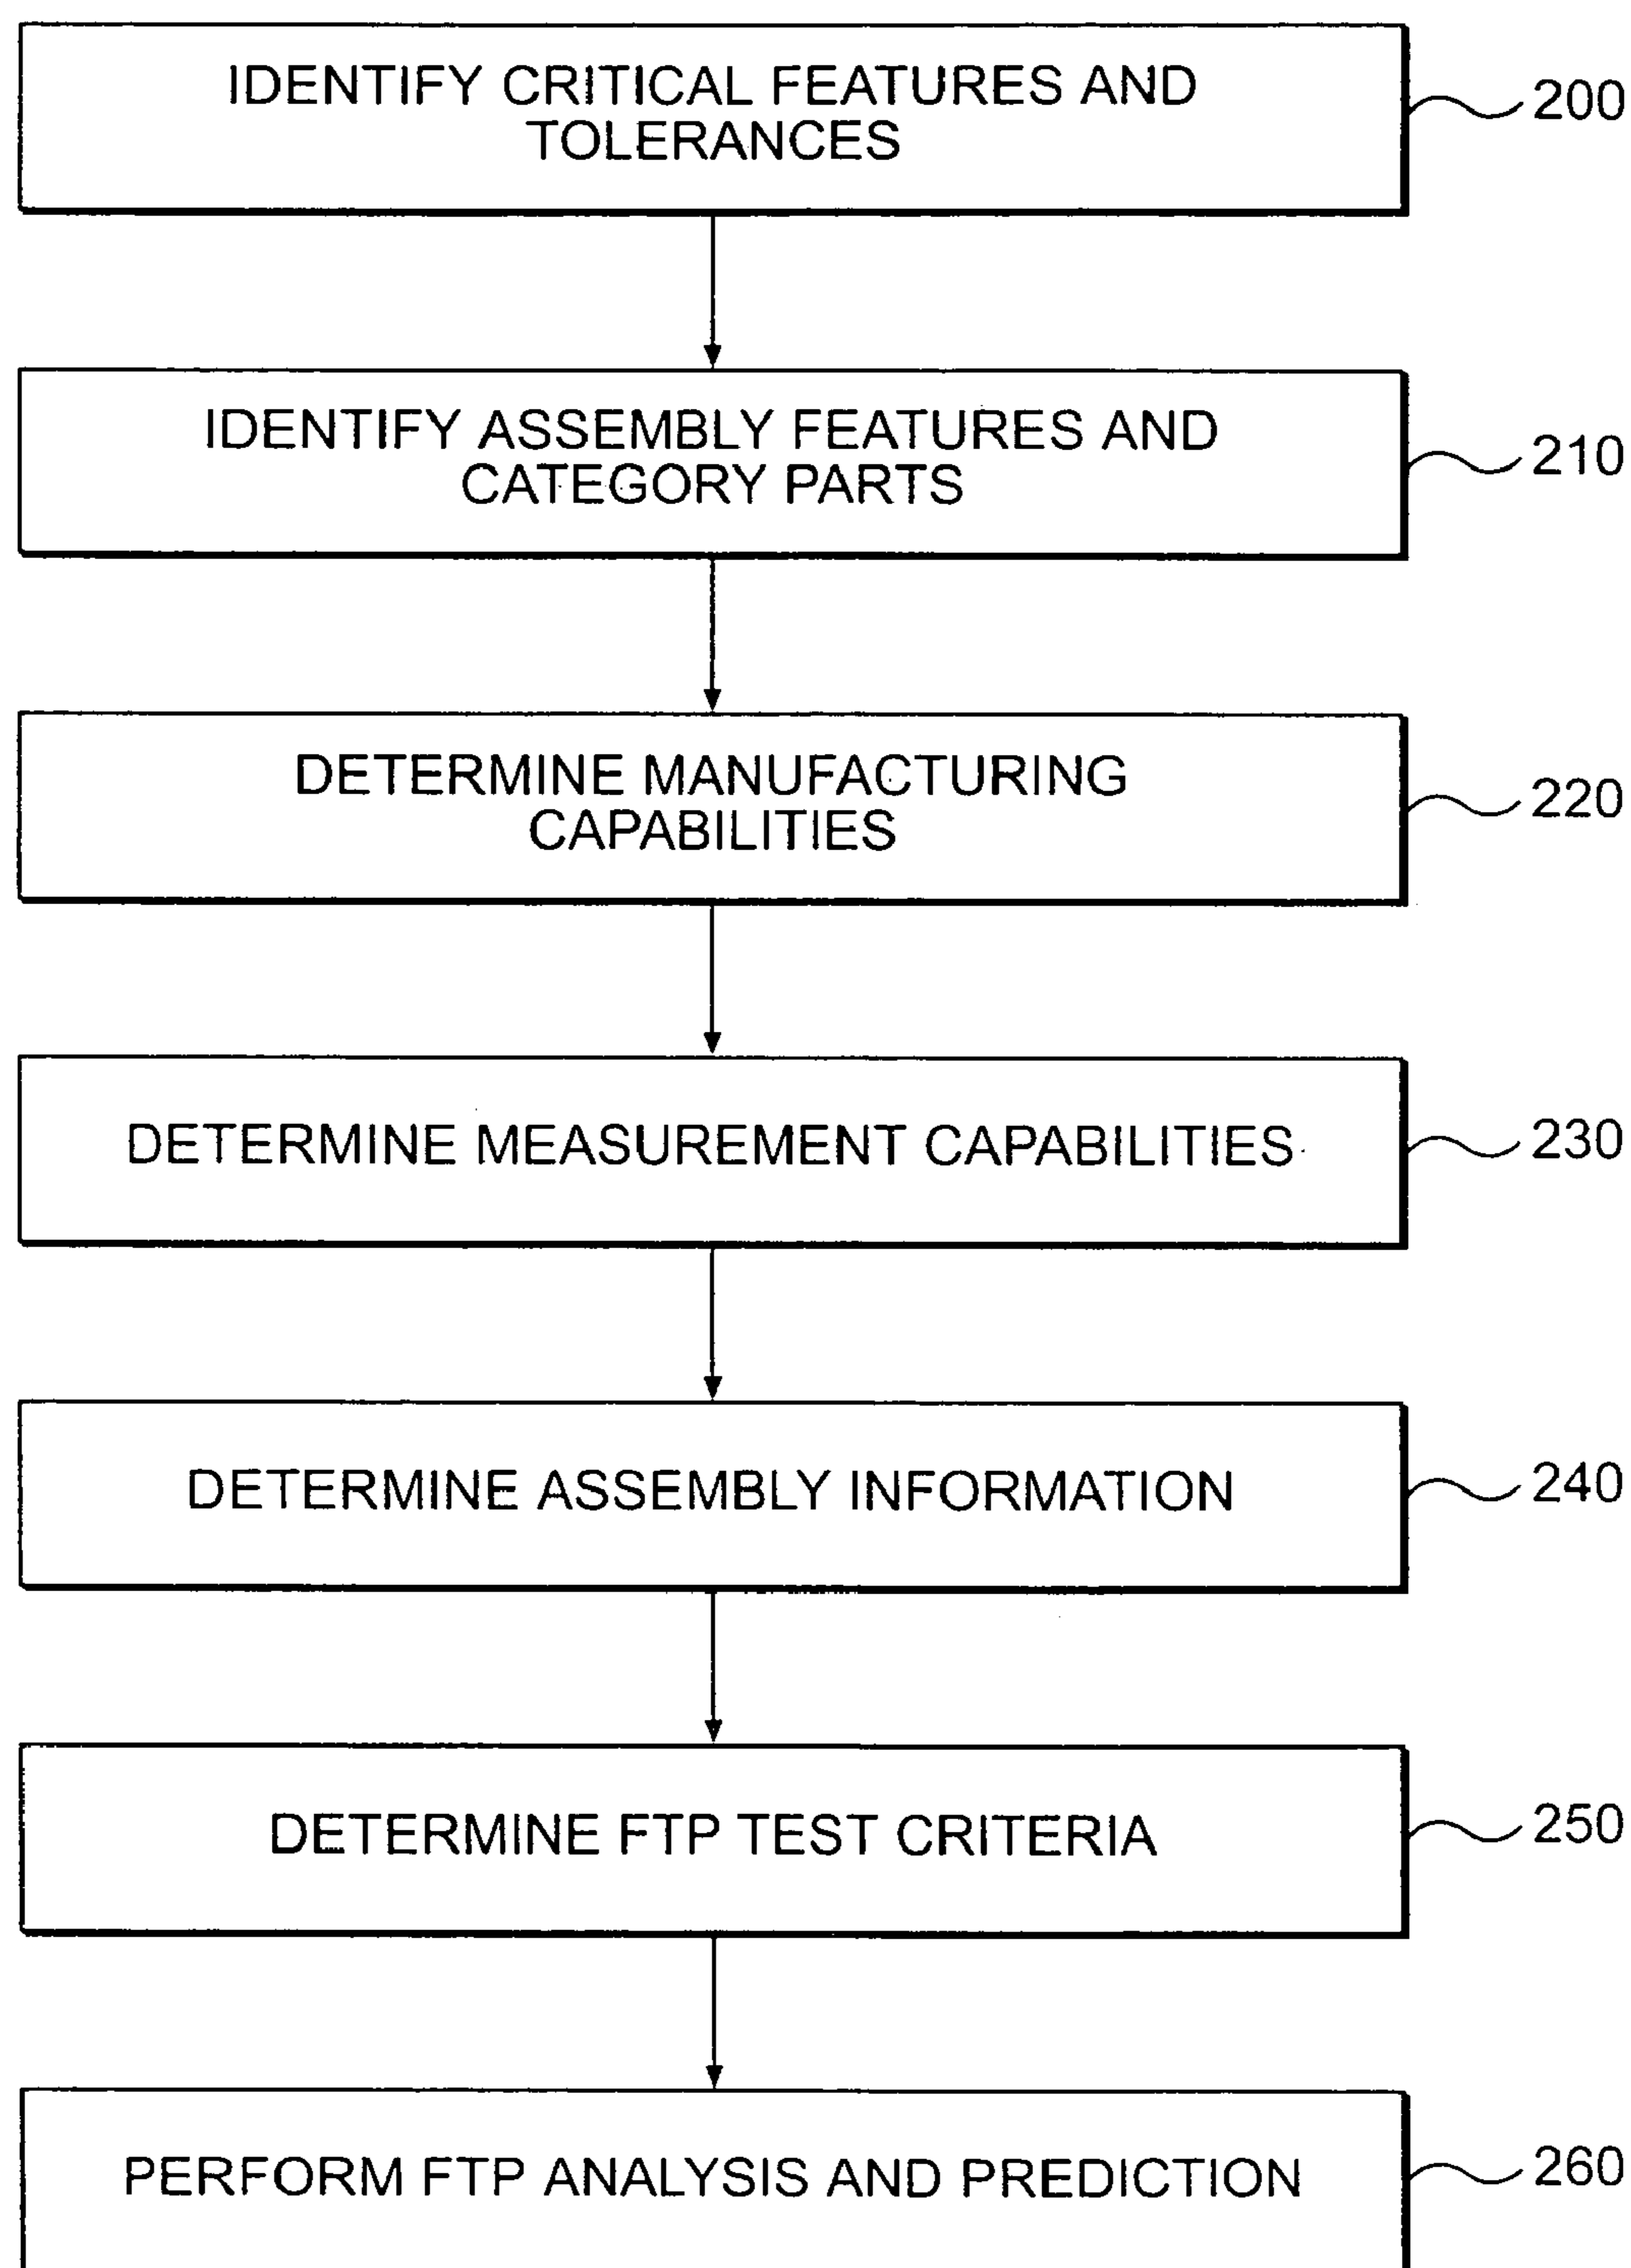 IDENTIFY CRITICAL FEATURES AND
TOLERANCES
200
IDENTIFY ASSEMBLY FEATURES AND
CATEGORY PARTS
210
DETERMINE MANUFACTURING
CAPABILITIES
220
DETERMINE MEASUREMENT CAPABILITIES
230
DETERMINE ASSEMBLY INFORMATION
240
DETERMINE FTP TEST CRITERIA
250
PERFORM FTP ANALYSIS AND PREDICTION
260